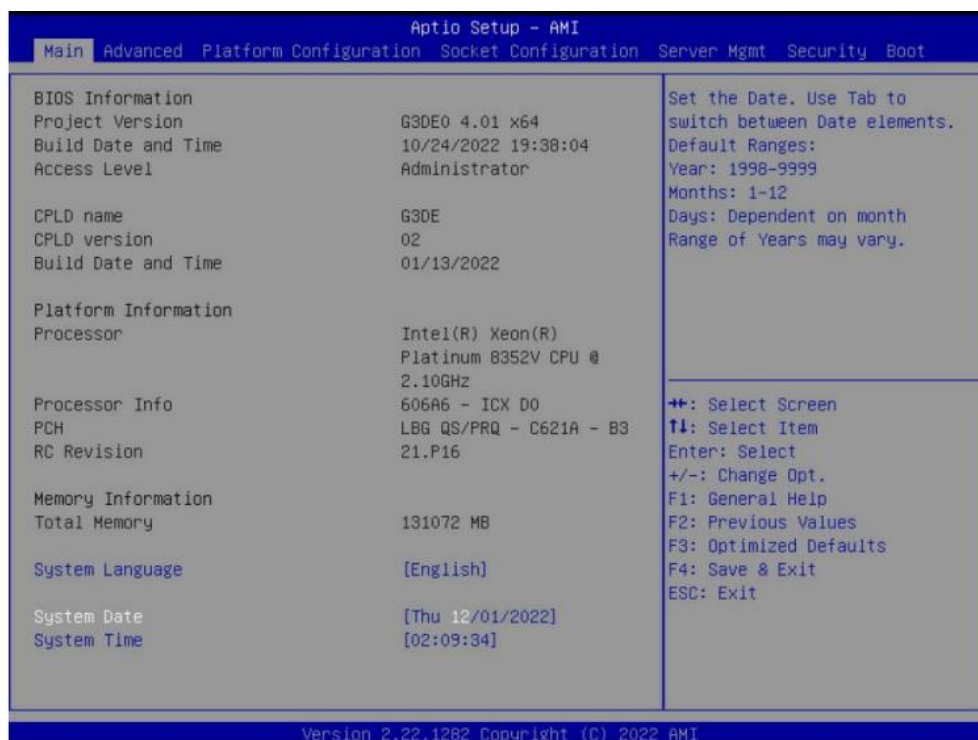 Aptio Setup - AMI
Main Advanced Platform Configuration Socket Configuration Server Mgmt Security Boot
BIOS Information
Project Version G3DE0 4.01 x64
Build Date and Time 10/24/2022 19:38:04
Access Level Administrator
CPLD name G3DE
CPLD version 02
Build Date and Time 01/13/2022
Platform Information
Processor Intel(R) Xeon(R)
Platinum 8352V CPU @
2.10GHz
Processor Info 606A6 - ICX D0
PCH LBG QS/PRQ - C621A - B3
RC Revision 21.P16
Memory Information
Total Memory 131072 MB
System Language [English]
System Date [Thu 12/01/2022]
System Time [02:09:34]
Set the Date. Use Tab to
switch between Date elements.
Default Ranges:
Year: 1998-9999
Months: 1-12
Days: Dependent on month
Range of Years may vary.
→←: Select Screen
↑↓: Select Item
Enter: Select
+/-: Change Opt.
F1: General Help
F2: Previous Values
F3: Optimized Defaults
F4: Save & Exit
ESC: Exit
Version 2.22.1282 Copyright (C) 2022 AMI